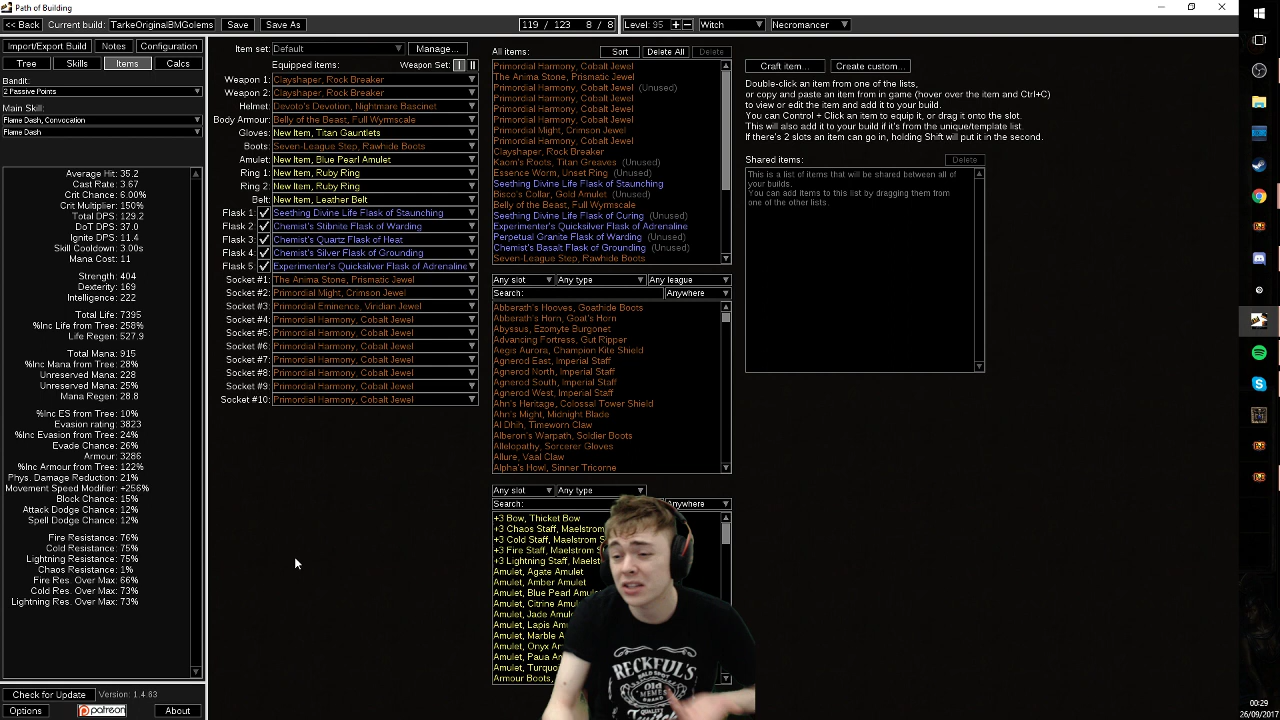 Path of Building
<< Back
Current build:
TarkeOriginalBMGolems
Save
Save As
119 / 123 8 / 8
Level: 95
+
Witch
Necromancer
Import/Export Build
Notes
Configuration
Tree
Skills
Items
Calcs
Bandit:
2 Passive Points
Main Skill:
Flame Dash, Convocation
Flame Dash
Average Hit: 35.2
Cast Rate: 3.67
Crit Chance: 6.00%
Crit Multiplier: 150%
Total DPS: 129.2
DoT DPS: 37.0
Ignite DPS: 11.4
Skill Cooldown: 3.00s
Mana Cost: 11
Strength: 404
Dexterity: 169
Intelligence: 222
Total Life: 7395
%Inc Life from Tree: 258%
Life Regen: 527.9
Total Mana: 915
%Inc Mana from Tree: 28%
Unreserved Mana: 229
Unreserved Mana: 25%
Mana Regen: 28.8
%Inc ES from Tree: 10%
Evasion rating: 3823
%Inc Evasion from Tree: 24%
Evade Chance: 26%
Armour: 3286
%Inc Armour from Tree: 122%
Phys. Damage Reduction: 21%
Movement Speed Modifier: +256%
Block Chance: 15%
Attack Dodge Chance: 12%
Spell Dodge Chance: 12%
Fire Resistance: 76%
Cold Resistance: 75%
Lightning Resistance: 75%
Chaos Resistance: 1%
Fire Res. Over Max: 66%
Cold Res. Over Max: 73%
Lightning Res. Over Max: 73%
Check for Update
Version: 1.4.63
Options
patreon
About
Item set:
Default
Manage...
Equipped items:
Weapon Set: I II
Weapon 1: Clayshaper, Rock Breaker
Weapon 2: Clayshaper, Rock Breaker
Helmet: Devoto's Devotion, Nightmare Bascinet
Body Armour: Belly of the Beast, Full Wyrmscale
Gloves: New Item, Titan Gauntlets
Boots: Seven-League Step, Rawhide Boots
Amulet: New Item, Blue Pearl Amulet
Ring 1: New Item, Ruby Ring
Ring 2: New Item, Ruby Ring
Belt: New Item, Leather Belt
Flask 1: Seething Divine Life Flask of Staunching
Flask 2: Chemist's Stibnite Flask of Warding
Flask 3: Chemist's Quartz Flask of Heat
Flask 4: Chemist's Silver Flask of Grounding
Flask 5: Experimenter's Quicksilver Flask of Adrenaline
Socket #1: The Anima Stone, Prismatic Jewel
Socket #2: Primordial Might, Crimson Jewel
Socket #3: Primordial Eminence, Viridian Jewel
Socket #4: Primordial Harmony, Cobalt Jewel
Socket #5: Primordial Harmony, Cobalt Jewel
Socket #6: Primordial Harmony, Cobalt Jewel
Socket #7: Primordial Harmony, Cobalt Jewel
Socket #8: Primordial Harmony, Cobalt Jewel
Socket #9: Primordial Harmony, Cobalt Jewel
Socket #10: Primordial Harmony, Cobalt Jewel
All items:
Sort
Delete All
Delete
Primordial Harmony, Cobalt Jewel
The Anima Stone, Prismatic Jewel
Primordial Harmony, Cobalt Jewel (Unused)
Primordial Harmony, Cobalt Jewel
Primordial Harmony, Cobalt Jewel
Primordial Harmony, Cobalt Jewel
Primordial Might, Crimson Jewel
Primordial Harmony, Cobalt Jewel
Clayshaper, Rock Breaker
Kaom's Roots, Titan Greaves (Unused)
Essence Worm, Unset Ring (Unused)
Seething Divine Life Flask of Staunching
Bisco's Collar, Gold Amulet (Unused)
Belly of the Beast, Full Wyrmscale
Seething Divine Life Flask of Curing (Unused)
Experimenter's Quicksilver Flask of Adrenaline
Perpetual Granite Flask of Warding (Unused)
Chemist's Basalt Flask of Grounding (Unused)
Seven-League Step, Rawhide Boots
Any slot
Any type
Any league
Search:
Anywhere
Abberath's Hooves, Goathide Boots
Abberath's Horn, Goat's Horn
Abyssus, Ezomyte Burgonet
Advancing Fortress, Gut Ripper
Aegis Aurora, Champion Kite Shield
Agnerod East, Imperial Staff
Agnerod North, Imperial Staff
Agnerod South, Imperial Staff
Agnerod West, Imperial Staff
Ahn's Heritage, Colossal Tower Shield
Ahn's Might, Midnight Blade
Al Dhih, Timeworn Claw
Alberon's Warpath, Soldier Boots
Allelopathy, Sorcerer Gloves
Allure, Vaal Claw
Alpha's Howl, Sinner Tricorne
Any slot
Any type
Search:
Anywhere
+3 Bow, Thicket Bow
+3 Chaos Staff, Maelstrom S
+3 Cold Staff, Maelstrom S
+3 Fire Staff, Maelstrom S
+3 Lightning Staff, Maelst
Amulet, Agate Amulet
Amulet, Amber Amulet
Amulet, Blue Pearl Amule
Amulet, Citrine Amul
Amulet, Jade Amul
Amulet, Lapis Am
Amulet, Marble A
Amulet, Onyx Ar
Amulet, Paua Ar
Amulet, Turquo
Armour Boots,
Craft item...
Create custom...
Double-click an item from one of the lists,
or copy and paste an item from in game (hover over the item and Ctrl+C)
to view or edit the item and add it to your build.
You can Control + Click an item to equip it, or drag it onto the slot.
This will also add it to your build if it's from the unique/template list.
If there's 2 slots an item can go in, holding Shift will put it in the second.
Shared items:
Delete
This is a list of items that will be shared between all of
your builds.
You can add items to this list by dragging them from
one of the other lists.
RECKFUL'S
Old
MEMES
BRAND
QUALITY
Twitch
00:29
26/09/2017